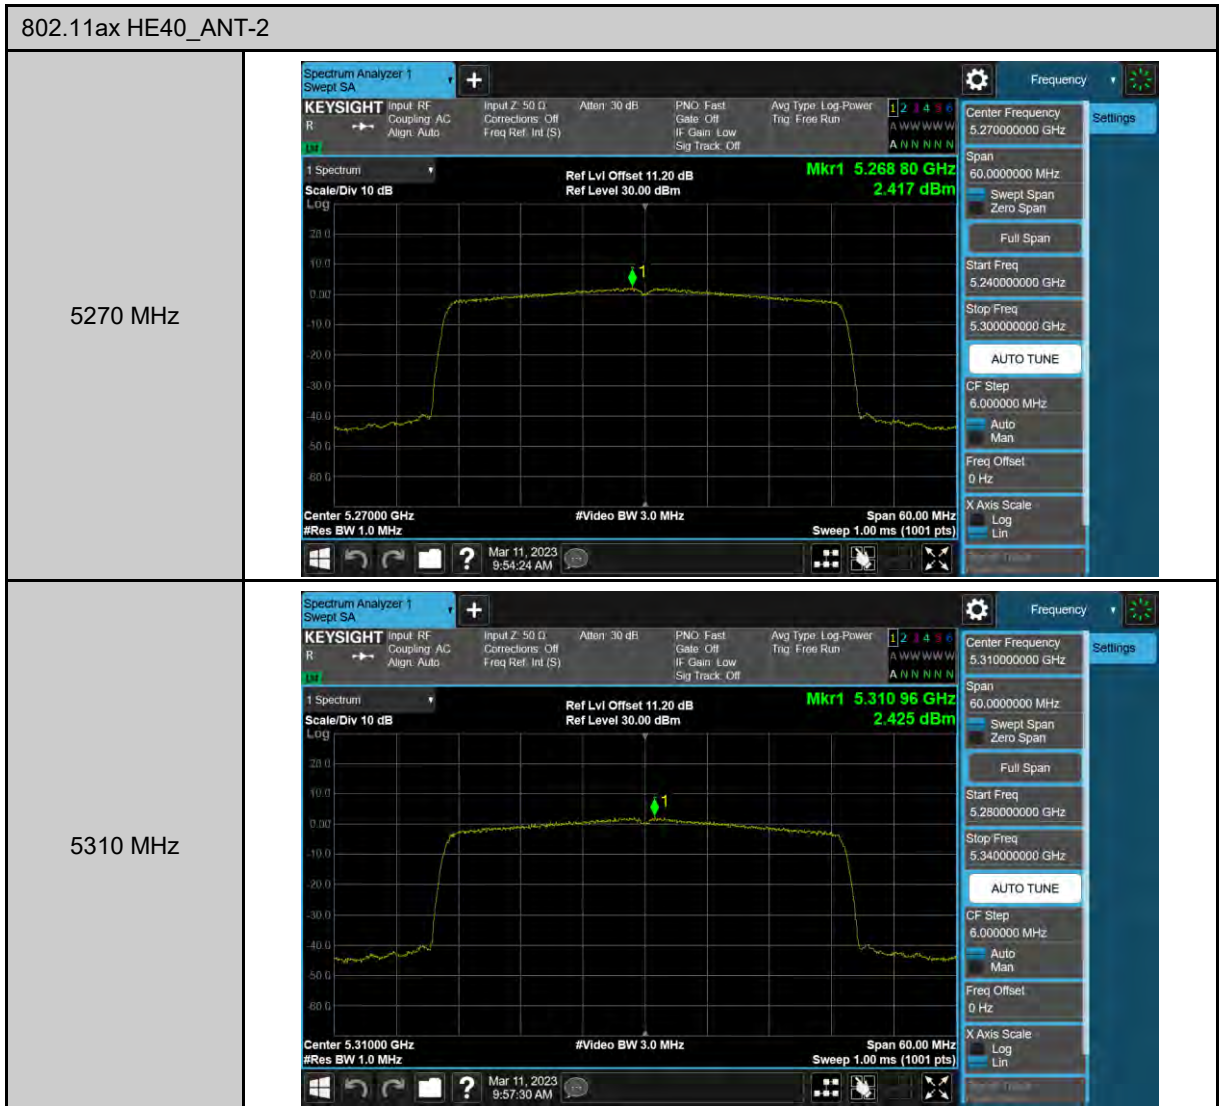 802.11ax HE40_ANT-2
5270 MHz
Spectrum Analyzer 1
Swept SA
Frequency
KEYSIGHT
R
Input: RF
Coupling: AC
Align: Auto
Input Z: 50 Ω
Corrections: Off
Freq Ref: Int (S)
Atten: 30 dB
PNO: Fast
Gate: Off
IF Gain: Low
Sig Track: Off
Avg Type: Log-Power
Trig: Free Run
1 2 3 4 5 6
A W W W W W
A N N N N N
Center Frequency
5.270000000 GHz
Settings
1 Spectrum
Scale/Div 10 dB
Log
Ref Lvl Offset 11.20 dB
Ref Level 30.00 dBm
Mkr1 5.268 80 GHz
2.417 dBm
Span
60.0000000 MHz
Swept Span
Zero Span
Full Span
Start Freq
5.240000000 GHz
Stop Freq
5.300000000 GHz
AUTO TUNE
CF Step
6.000000 MHz
Auto
Man
Freq Offset
0 Hz
X Axis Scale
Log
Lin
20.0
10.0
0.00
-10.0
-20.0
-30.0
-40.0
-50.0
-60.0
1
Center 5.27000 GHz
#Res BW 1.0 MHz
#Video BW 3.0 MHz
Span 60.00 MHz
Sweep 1.00 ms (1001 pts)
?
Mar 11, 2023
9:54:24 AM
5310 MHz
Spectrum Analyzer 1
Swept SA
Frequency
KEYSIGHT
R
Input: RF
Coupling: AC
Align: Auto
Input Z: 50 Ω
Corrections: Off
Freq Ref: Int (S)
Atten: 30 dB
PNO: Fast
Gate: Off
IF Gain: Low
Sig Track: Off
Avg Type: Log-Power
Trig: Free Run
1 2 3 4 5 6
A W W W W W
A N N N N N
Center Frequency
5.310000000 GHz
Settings
1 Spectrum
Scale/Div 10 dB
Log
Ref Lvl Offset 11.20 dB
Ref Level 30.00 dBm
Mkr1 5.310 96 GHz
2.425 dBm
Span
60.0000000 MHz
Swept Span
Zero Span
Full Span
Start Freq
5.280000000 GHz
Stop Freq
5.340000000 GHz
AUTO TUNE
CF Step
6.000000 MHz
Auto
Man
Freq Offset
0 Hz
X Axis Scale
Log
Lin
20.0
10.0
0.00
-10.0
-20.0
-30.0
-40.0
-50.0
-60.0
1
Center 5.31000 GHz
#Res BW 1.0 MHz
#Video BW 3.0 MHz
Span 60.00 MHz
Sweep 1.00 ms (1001 pts)
?
Mar 11, 2023
9:57:30 AM